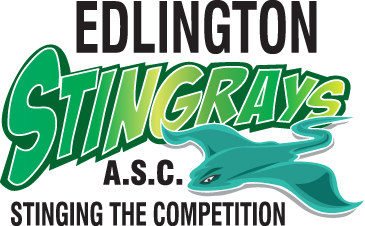 EDLINGTON
STINGRAYS
A.S.C.
STINGING THE COMPETITION